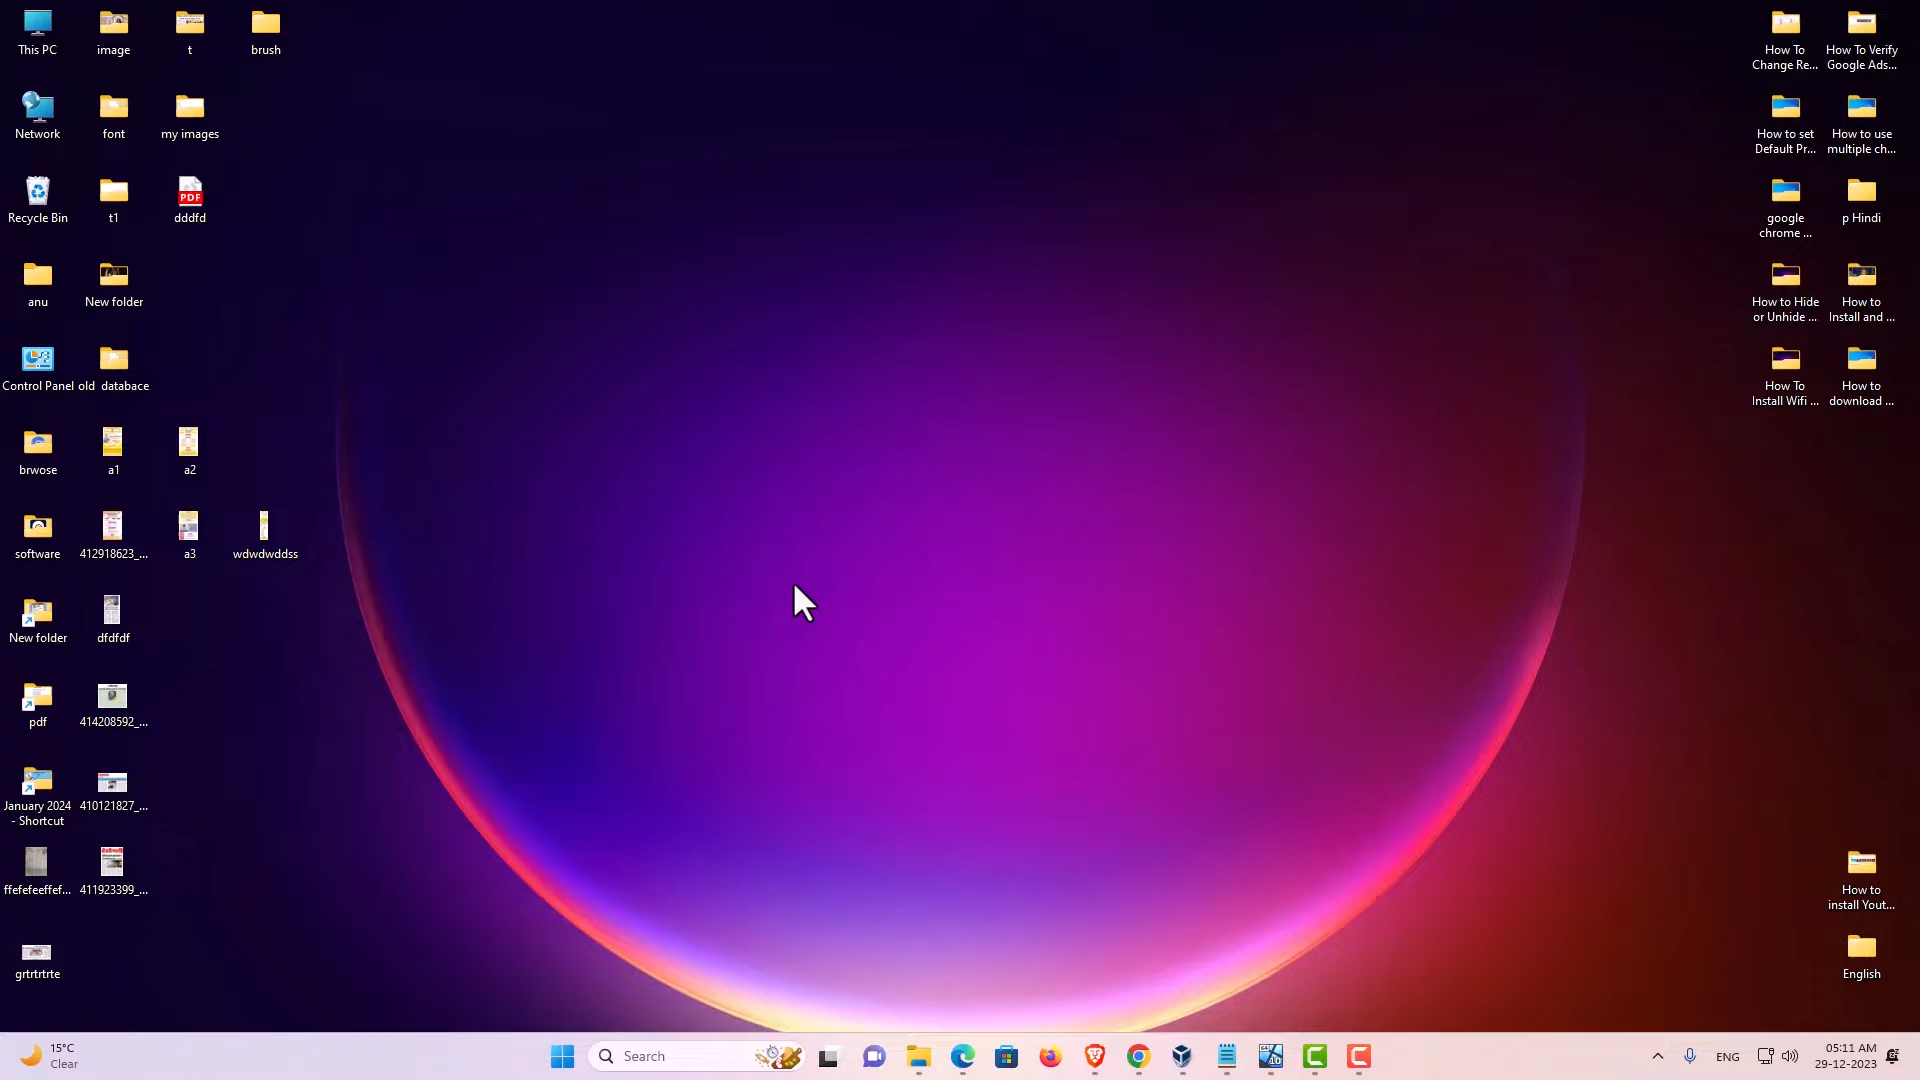 This PC
image
t
brush
Network
font
my images
Recycle Bin
t1
PDF
dddfd
anu
New folder
Control Panel
old databace
brwose
a1
a2
software
412918623_...
a3
wdwdwddss
New folder
dfdfdf
pdf
414208592_...
January 2024
- Shortcut
410121827_...
ffefefeeffef...
411923399_...
grtrtrtrte
How To
Change Re...
How To Verify
Google Ads...
How to set
Default Pr...
How to use
multiple ch...
google
chrome ...
p Hindi
How to Hide
or Unhide ...
How to
Install and ...
How To
Install Wifi ...
How to
download ...
How to
install Yout...
English
15°C
Clear
Search
64
10
ENG
05:11 AM
29-12-2023